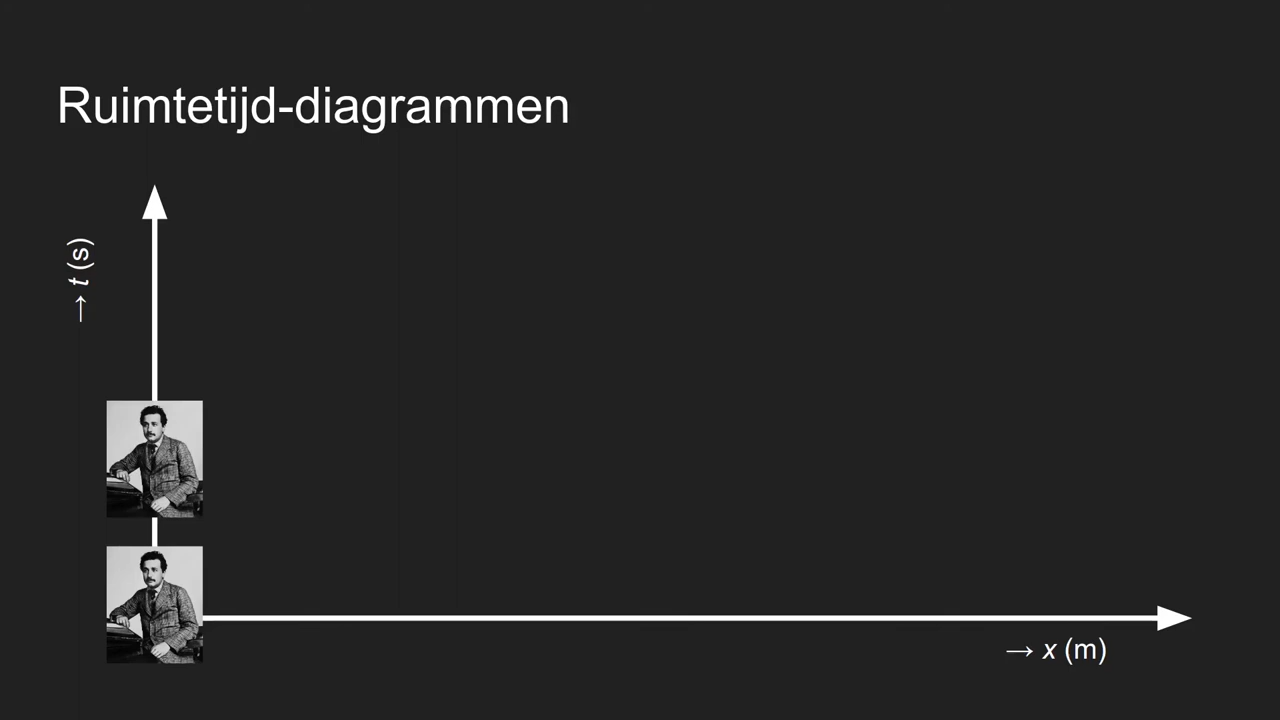 Ruimtetijd-diagrammen
→ t (s)
→ x (m)